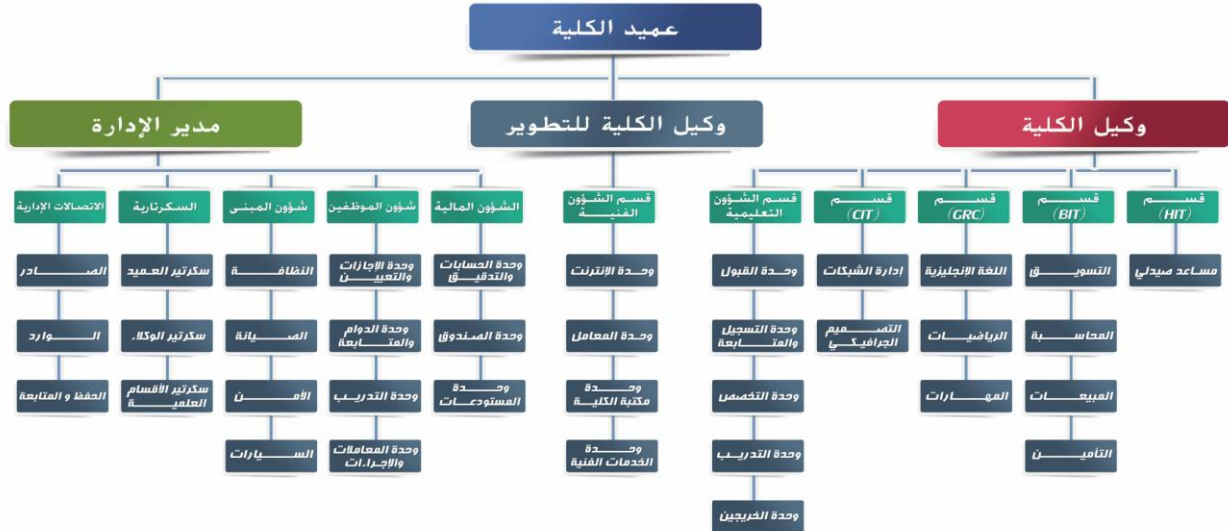 عميد الكلية
وكيل الكلية
وكيل الكلية للتطوير
مدير الإدارة
قسم
(HIT)
قسم
(BIT)
قسم
(GRC)
قسم
(CIT)
قسم الشؤون
التعليمية
قسم الشؤون
الفنية
الشؤون المالية
شؤون الموظفين
شؤون المبنى
السكرتارية
الاتصالات الإدارية
مساعد صيدلي
التسويق
اللغة الإنجليزية
إدارة الشبكات
وحدة القبول
وحدة الإنترنت
وحدة الحسابات
والتدقيق
وحدة الإجازات
والتعيين
النظافة
سكرتير العميد
الصادر
المحاسبة
الرياضيات
التصميم
الجرافيكي
وحدة التسجيل
والمتابعة
وحدة المعامل
وحدة الصندوق
وحدة الدوام
والمتابعة
الصيانة
سكرتير الوكلاء
الوارد
المبيعات
المهارات
وحدة التخصص
وحدة
مكتبة الكلية
وحدة
المستودعات
وحدة التدريب
الأمن
سكرتير الأقسام
العلمية
الحفظ و المتابعة
التأمين
وحدة التدريب
وحدة
الخدمات الفنية
وحدة المعاملات
والإجراءات
السيارات
وحدة الخريجين